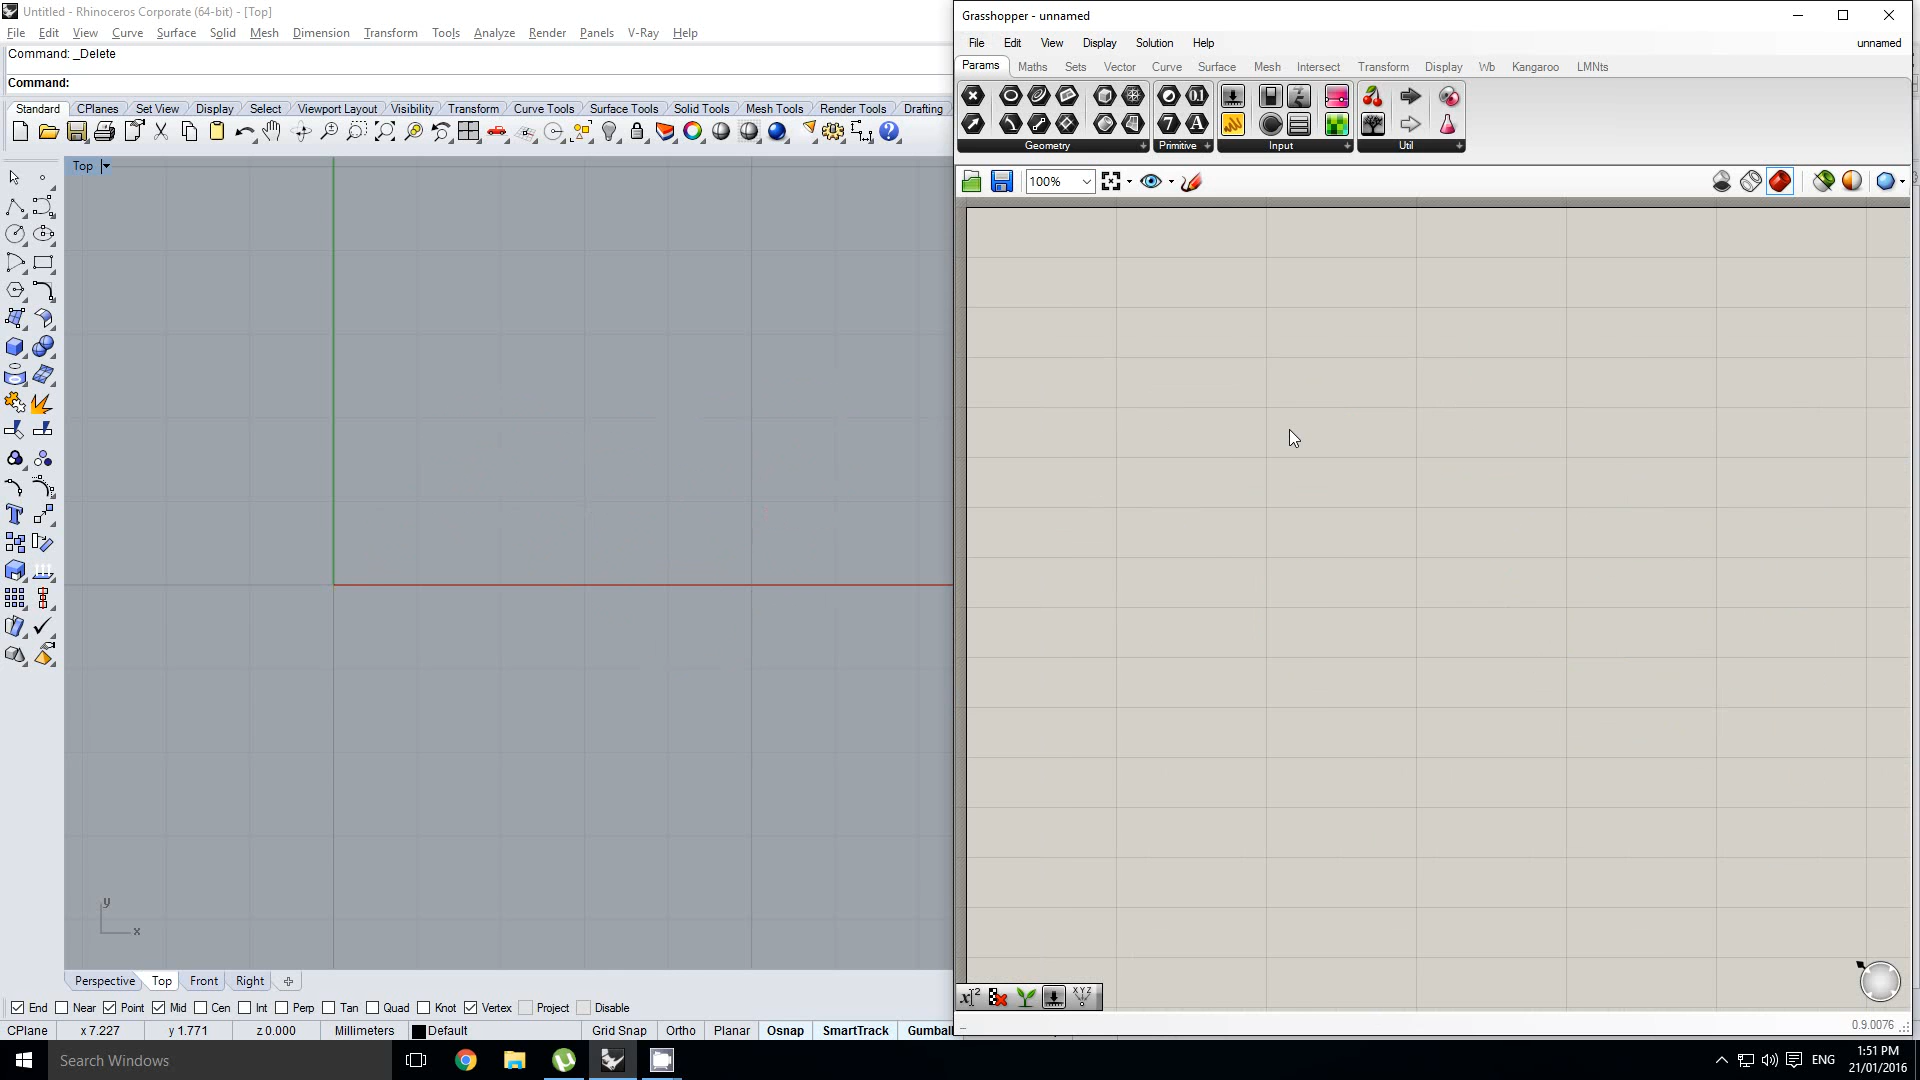 Untitled - Rhinoceros Corporate (64-bit) - [Top]
File Edit View Curve Surface Solid Mesh Dimension Transform Tools Analyze Render Panels V-Ray Help
Command: _Delete
Command:
Standard CPlanes Set View Display Select Viewport Layout Visibility Transform Curve Tools Surface Tools Solid Tools Mesh Tools Render Tools Drafting
Top
y
x
Perspective Top Front Right
End Near Point Mid Cen Int Perp Tan Quad Knot Vertex Project Disable
CPlane x 7.227 y 1.771 z 0.000 Millimeters Default Grid Snap Ortho Planar Osnap SmartTrack Gumball
Grasshopper - unnamed
File Edit View Display Solution Help unnamed
Params Maths Sets Vector Curve Surface Mesh Intersect Transform Display Wb Kangaroo LMNts
0.1
7 A
Geometry Primitive Input Util
100%
x 2 XYZ
0.9.0076
Search Windows
ENG
1:51 PM
21/01/2016